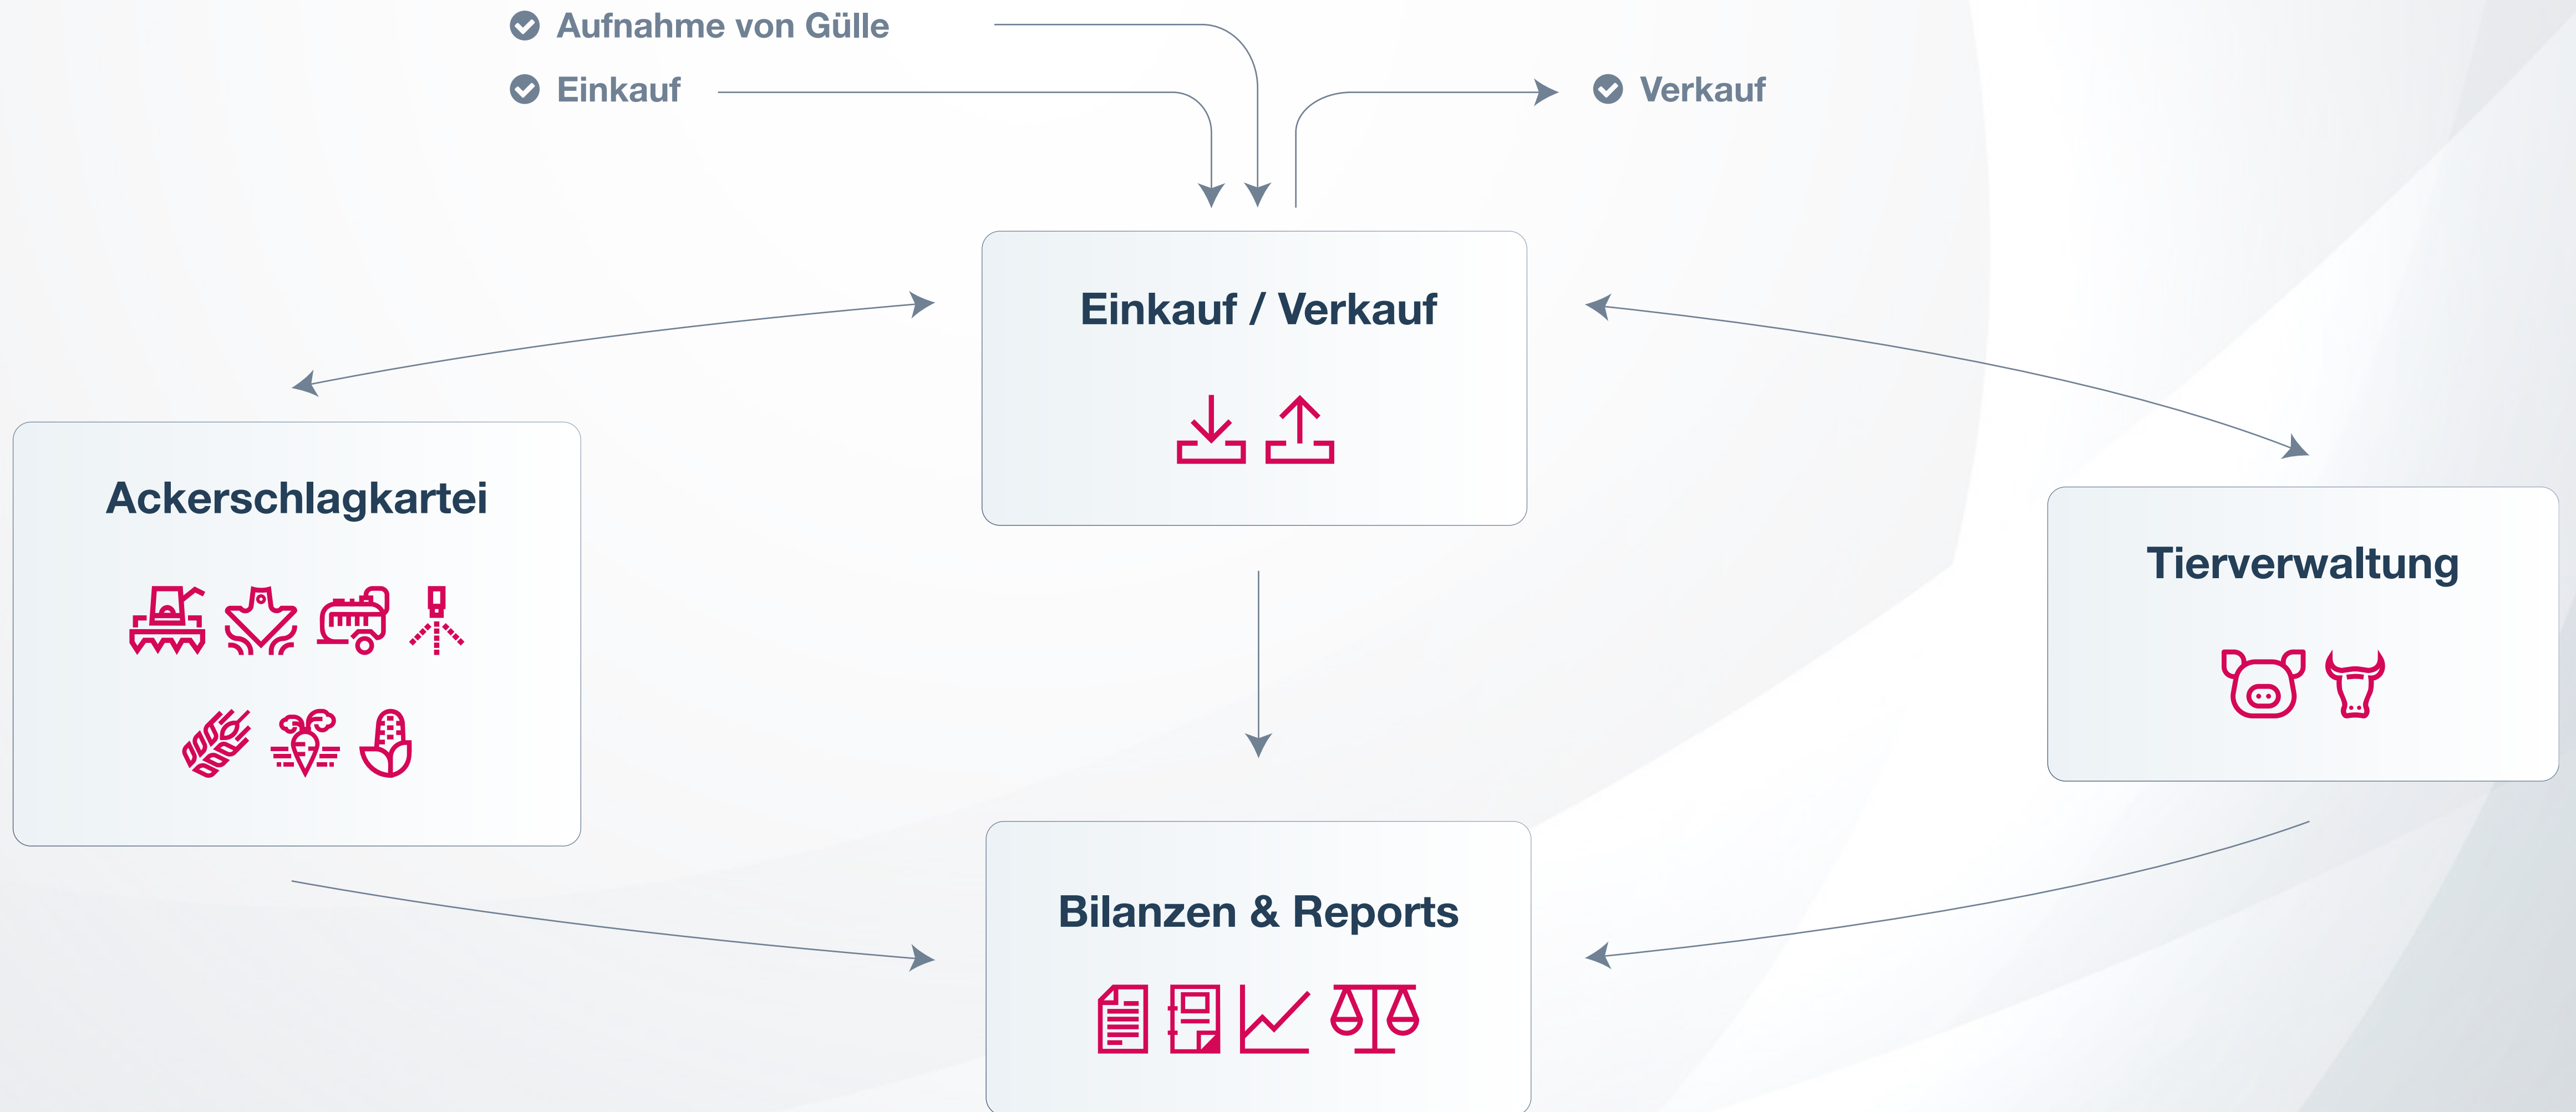 Aufnahme von Gülle
Einkauf
Verkauf
Einkauf / Verkauf
Ackerschlagkartei
Tierverwaltung
Bilanzen & Reports